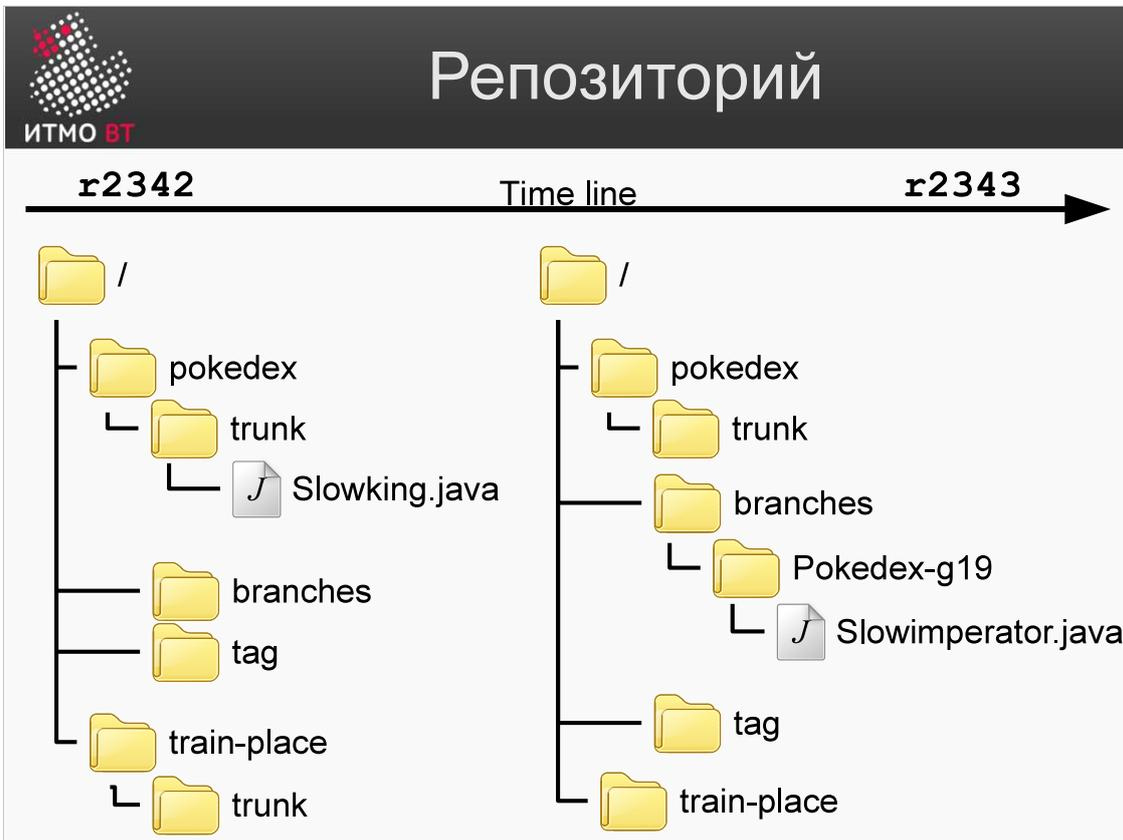 Репозиторий
ИТМО ВТ
r2342
Time line
r2343
/
pokedex
trunk
J
Slowking.java
branches
tag
train-place
trunk
/
pokedex
trunk
branches
Pokedex-g19
J
Slowimperator.java
tag
train-place